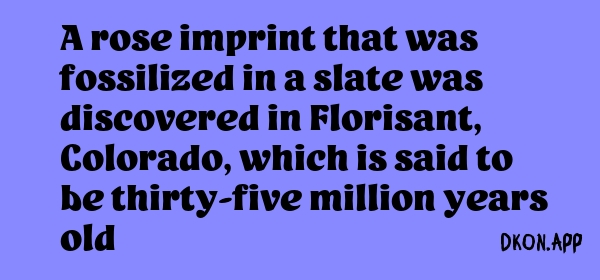 A rose imprint that was
fossilized in a slate was
discovered in Florisant,
Colorado, which is said to
be thirty-five million years
old
DKON.APP